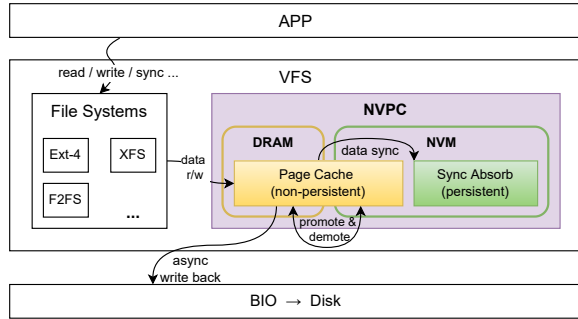 APP
read / write / sync ...
VFS
File Systems
Ext-4
XFS
F2FS
...
data
r/w
NVPC
DRAM
NVM
data sync
Page Cache
(non-persistent)
Sync Absorb
(persistent)
promote &
demote
async
write back
BIO → Disk